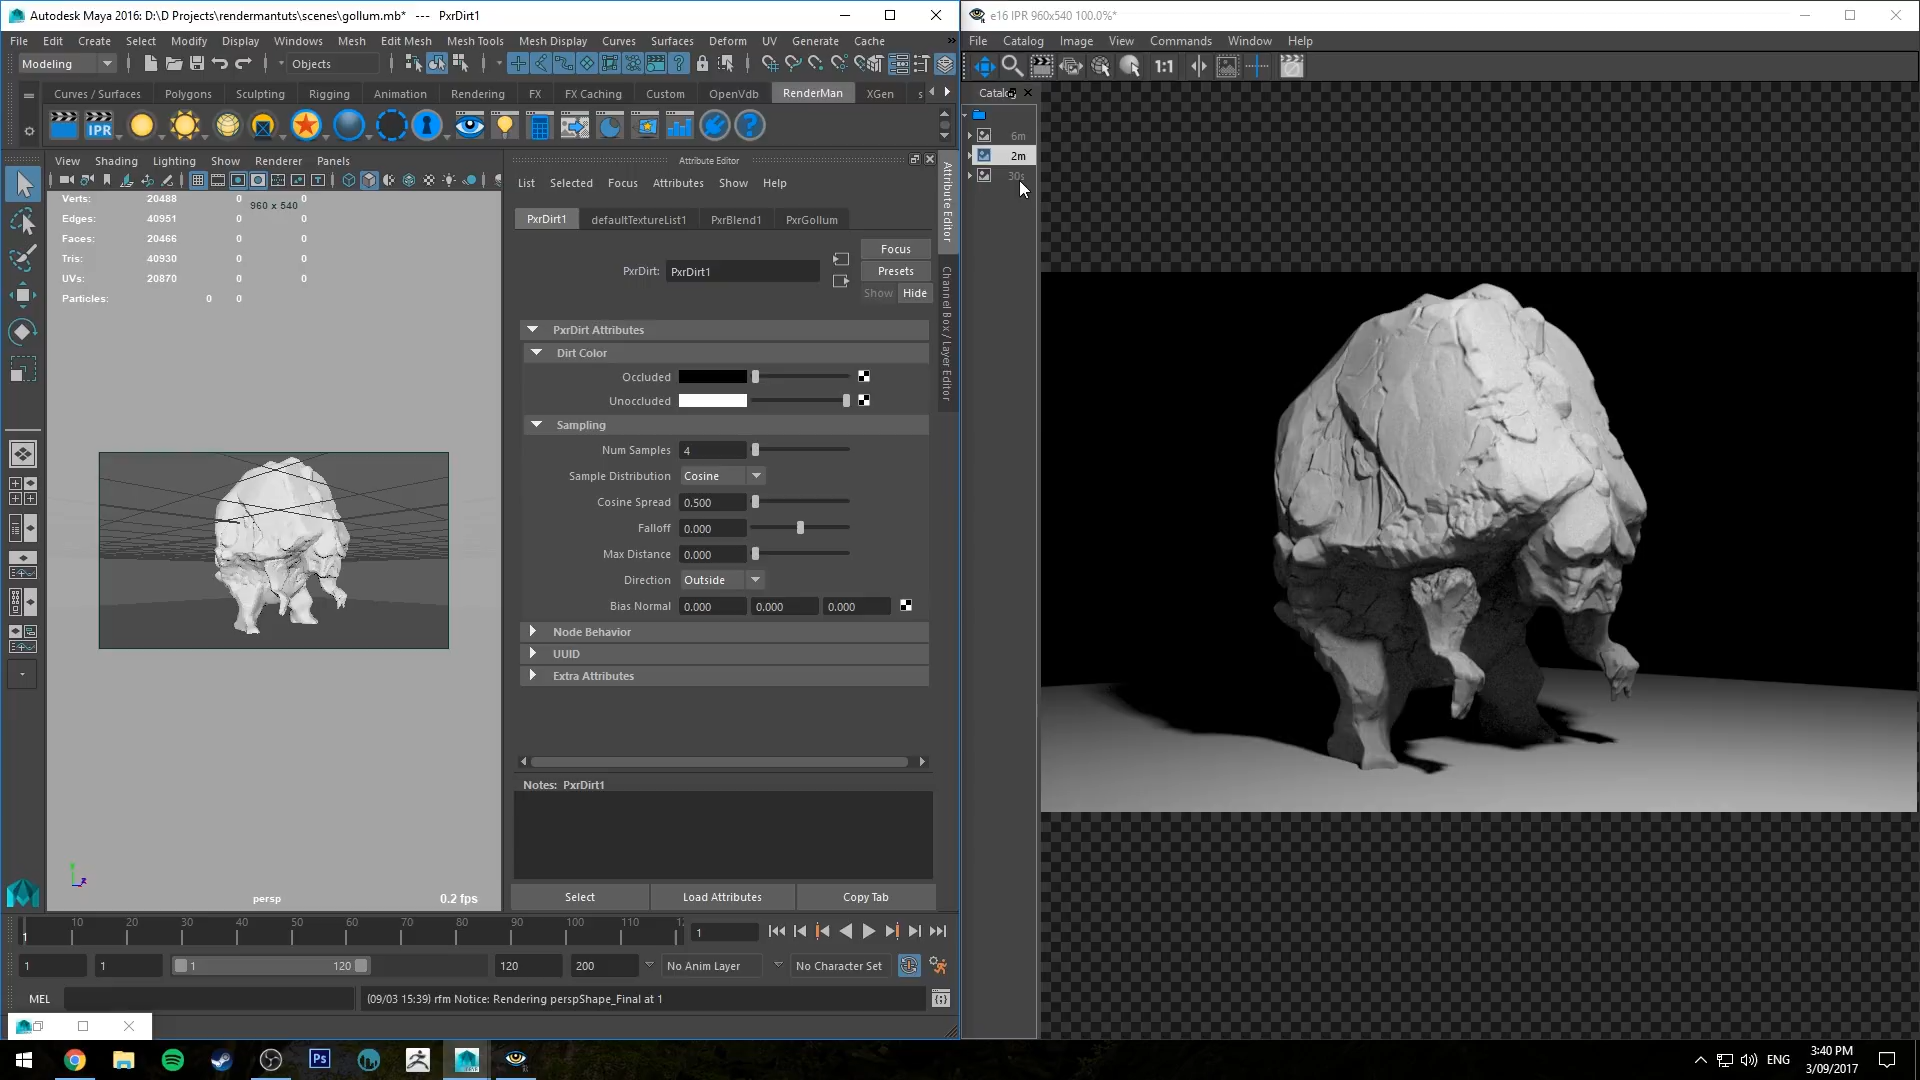 Autodesk Maya 2016: D:\D Projects\rendermantuts\scenes\gollum.mb* --- PxrDirt1
File Edit Create Select Modify Display Windows Mesh Edit Mesh Mesh Tools Mesh Display Curves Surfaces Deform UV Generate Cache »
Modeling Objects
Curves / Surfaces Polygons Sculpting Rigging Animation Rendering FX FX Caching Custom OpenVdb RenderMan XGen s
IPR
View Shading Lighting Show Renderer Panels
Verts: 20488 0 0
960 x 540
Edges: 40951 0 0
Faces: 20466 0 0
Tris: 40930 0 0
UVs: 20870 0 0
Particles: 0 0
persp
0.2 fps
Attribute Editor
List Selected Focus Attributes Show Help
PxrDirt1 defaultTextureList1 PxrBlend1 PxrGollum
Focus
PxrDirt: PxrDirt1
Presets
Show Hide
PxrDirt Attributes
Dirt Color
Occluded
Unoccluded
Sampling
Num Samples 4
Sample Distribution Cosine
Cosine Spread 0.500
Falloff 0.000
Max Distance 0.000
Direction Outside
Bias Normal 0.000 0.000 0.000
Node Behavior
UUID
Extra Attributes
Notes: PxrDirt1
Select Load Attributes Copy Tab
Attribute Editor
Channel Box / Layer Editor
10 20 30 40 50 60 70 80 90 100 110 12
1
1
1 1 1 120 120 200 No Anim Layer No Character Set
MEL
(09/03 15:39) rfm Notice: Rendering perspShape_Final at 1
e16 IPR 960x540 100.0%*
File Catalog Image View Commands Window Help
1:1
Catalog
6m
2m
30s
Ps
ENG
3:40 PM
3/09/2017